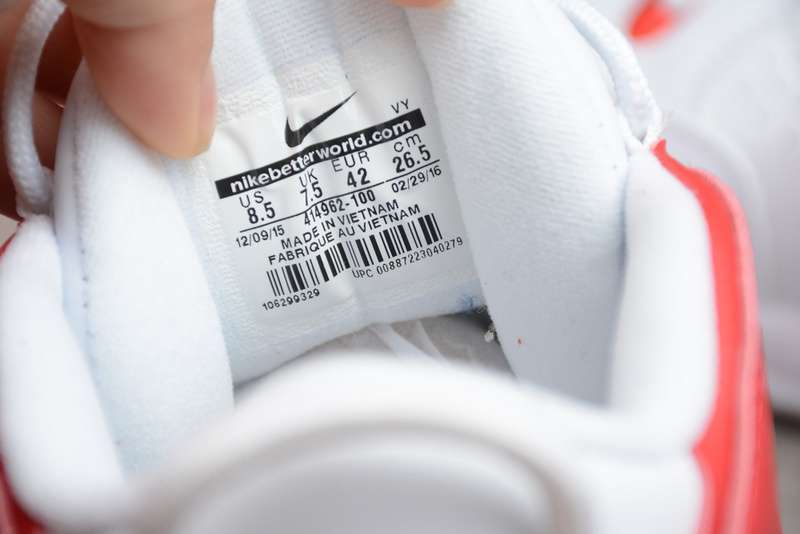 VY
nikebetterworld.com
US UK EUR cm
8.5 7.5 42 26.5
414962-100
12/09/15 02/29/16
MADE IN VIETNAM
FABRIQUE AU VIETNAM
106299329 UPC 00887223040279